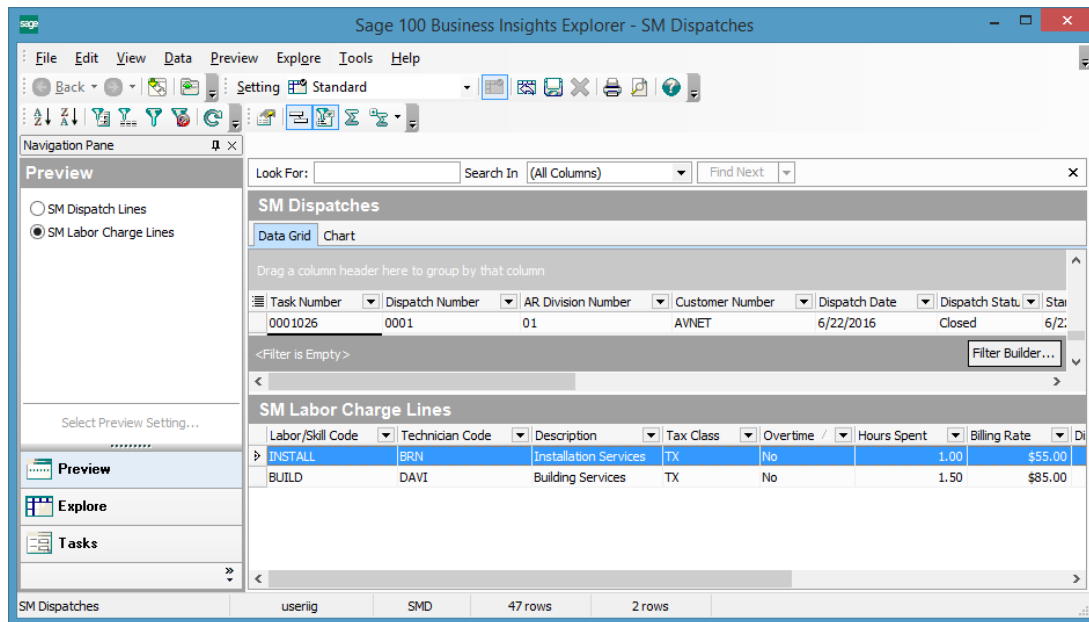 sage
Sage 100 Business Insights Explorer - SM Dispatches
File Edit View Data Preview Explore Tools Help
Back Setting Standard
Navigation Pane
Preview
SM Dispatch Lines
SM Labor Charge Lines
Select Preview Setting...
Preview
Explore
Tasks
Look For: Search In (All Columns) Find Next
SM Dispatches
Data Grid Chart
Drag a column header here to group by that column
Task Number Dispatch Number AR Division Number Customer Number Dispatch Date Dispatch Statu Star
0001026 0001 01 AVNET 6/22/2016 Closed 6/2
<Filter is Empty> Filter Builder...
SM Labor Charge Lines
Labor/Skill Code Technician Code Description Tax Class Overtime Hours Spent Billing Rate Di
INSTALL BRN Installation Services TX No 1.00 $55.00
BUILD DAVI Building Services TX No 1.50 $85.00
SM Dispatches useriig SMD 47 rows 2 rows